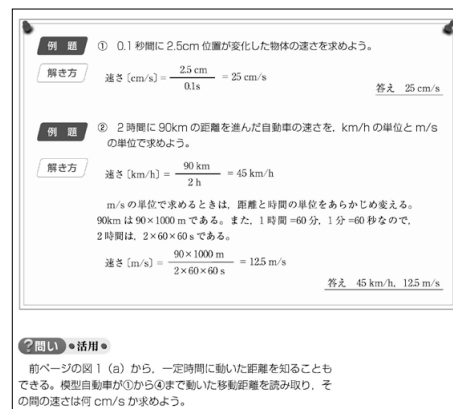 例 題 ① 0.1 秒間に 2.5cm 位置が変化した物体の速さを求めよう。
解き方 速さ〔cm/s〕= 2.5 cm / 0.1s = 25 cm/s
答え 25 cm/s
例 題 ② 2 時間に 90km の距離を進んだ自動車の速さを，km/h の単位と m/s
の単位で求めよう。
解き方 速さ〔km/h〕= 90 km / 2 h = 45 km/h
m/s の単位で求めるときは，距離と時間の単位をあらかじめ変える。
90km は 90×1000 m である。また，1 時間 =60 分，1 分 =60 秒なので，
2 時間は，2×60×60 s である。
速さ〔m/s〕= 90×1000 m / 2×60×60 s = 12.5 m/s
答え 45 km/h，12.5 m/s
?問い ●活用●
前ページの図 1（a）から，一定時間に動いた距離を知ることも
できる。模型自動車が①から④まで動いた移動距離を読み取り，そ
の間の速さは何 cm/s か求めよう。